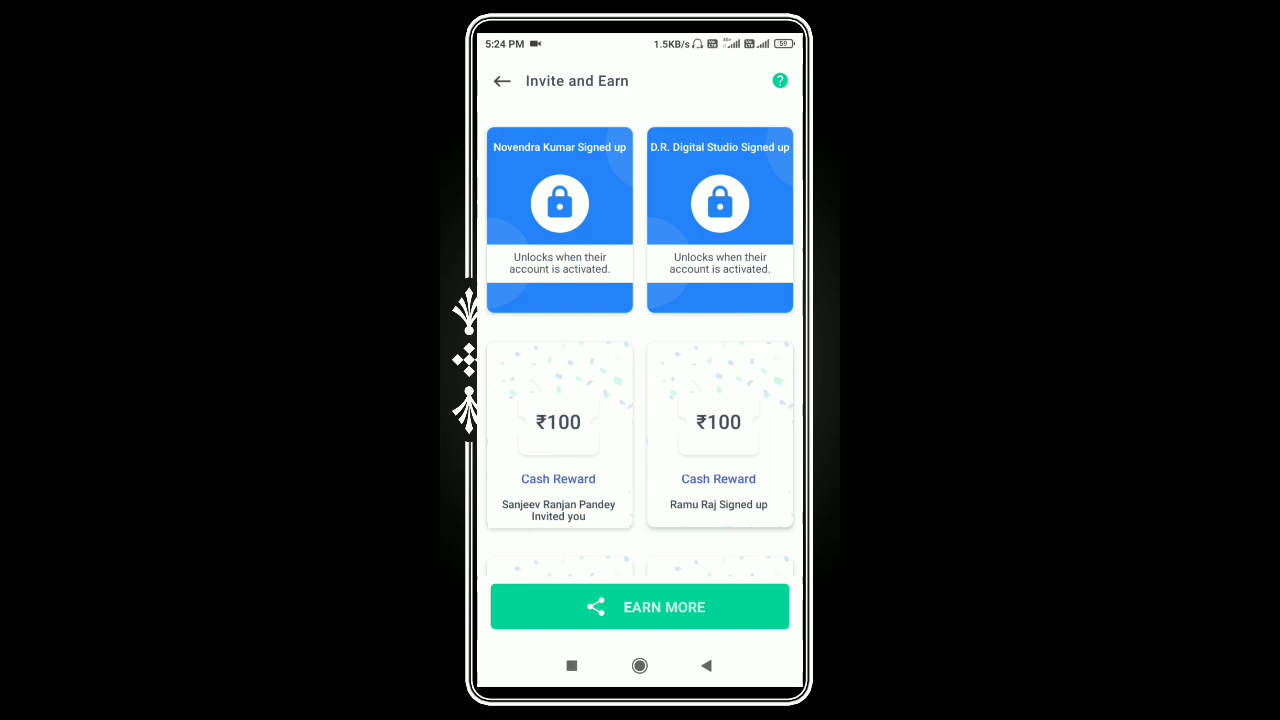 5:24 PM
1.5KB/s
4G+
59
Invite and Earn
?
Novendra Kumar Signed up
Unlocks when their
account is activated.
D.R. Digital Studio Signed up
Unlocks when their
account is activated.
₹100
Cash Reward
Sanjeev Ranjan Pandey
Invited you
₹100
Cash Reward
Ramu Raj Signed up
EARN MORE